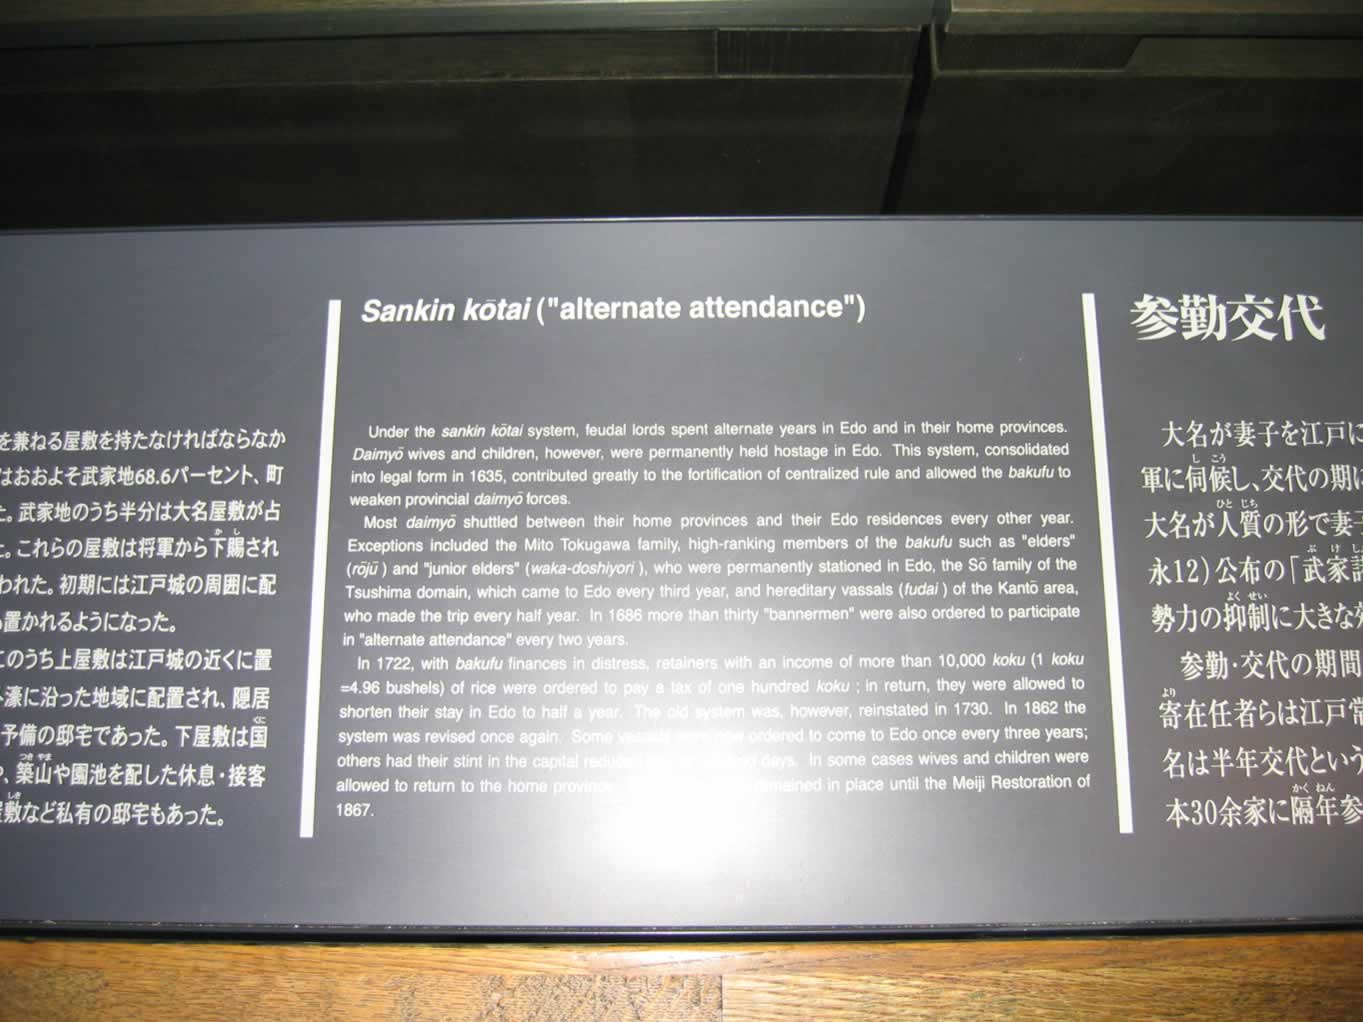 を兼ねる屋敷を持たなければならなか
はおおよそ武家地68.6パーセント、町
た。武家地のうち半分は大名屋敷が占
た。これらの屋敷は将軍から下賜され
われた。初期には江戸城の周囲に配
置かれるようになった。
のうち上屋敷は江戸城の近くに置
濠に沿った地域に配置され、隠居
予備の邸宅であった。下屋敷は国
、築山や園池を配した休息・接客
屋敷など私有の邸宅もあった。
Sankin kōtai ("alternate attendance")
Under the sankin kōtai system, feudal lords spent alternate years in Edo and in their home provinces.
Daimyō wives and children, however, were permanently held hostage in Edo. This system, consolidated
into legal form in 1635, contributed greatly to the fortification of centralized rule and allowed the bakufu to
weaken provincial daimyō forces.
Most daimyō shuttled between their home provinces and their Edo residences every other year.
Exceptions included the Mito Tokugawa family, high-ranking members of the bakufu such as "elders"
(rōjū ) and "junior elders" (waka-doshiyori ), who were permanently stationed in Edo, the Sō family of the
Tsushima domain, which came to Edo every third year, and hereditary vassals (fudai ) of the Kantō area,
who made the trip every half year. In 1686 more than thirty "bannermen" were also ordered to participate
in "alternate attendance" every two years.
In 1722, with bakufu finances in distress, retainers with an income of more than 10,000 koku (1 koku
=4.96 bushels) of rice were ordered to pay a tax of one hundred koku ; in return, they were allowed to
shorten their stay in Edo to half a year. The old system was, however, reinstated in 1730. In 1862 the
system was revised once again. Some vassals were now ordered to come to Edo once every three years;
others had their stint in the capital reduced days. In some cases wives and children were
allowed to return to the home province remained in place until the Meiji Restoration of
1867.
参勤交代
大名が妻子を江戸に
軍に伺候し、交代の期に
大名が人質の形で妻子
永12）公布の「武家諸
勢力の抑制に大きな
参勤・交代の期間
寄在任者らは江戸常
名は半年交代という
本30余家に隔年参